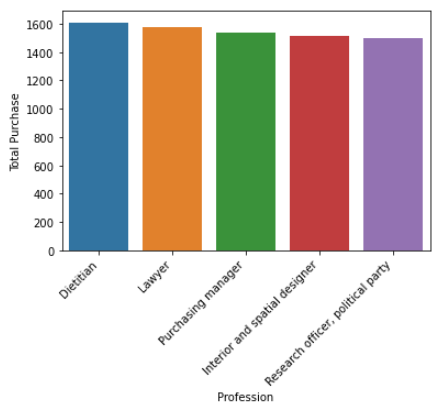 1600
1400
1200
1000
800
600
400
200
0
Total Purchase
Dietitian
Lawyer
Purchasing manager
Interior and spatial designer
Research officer, political party
Profession